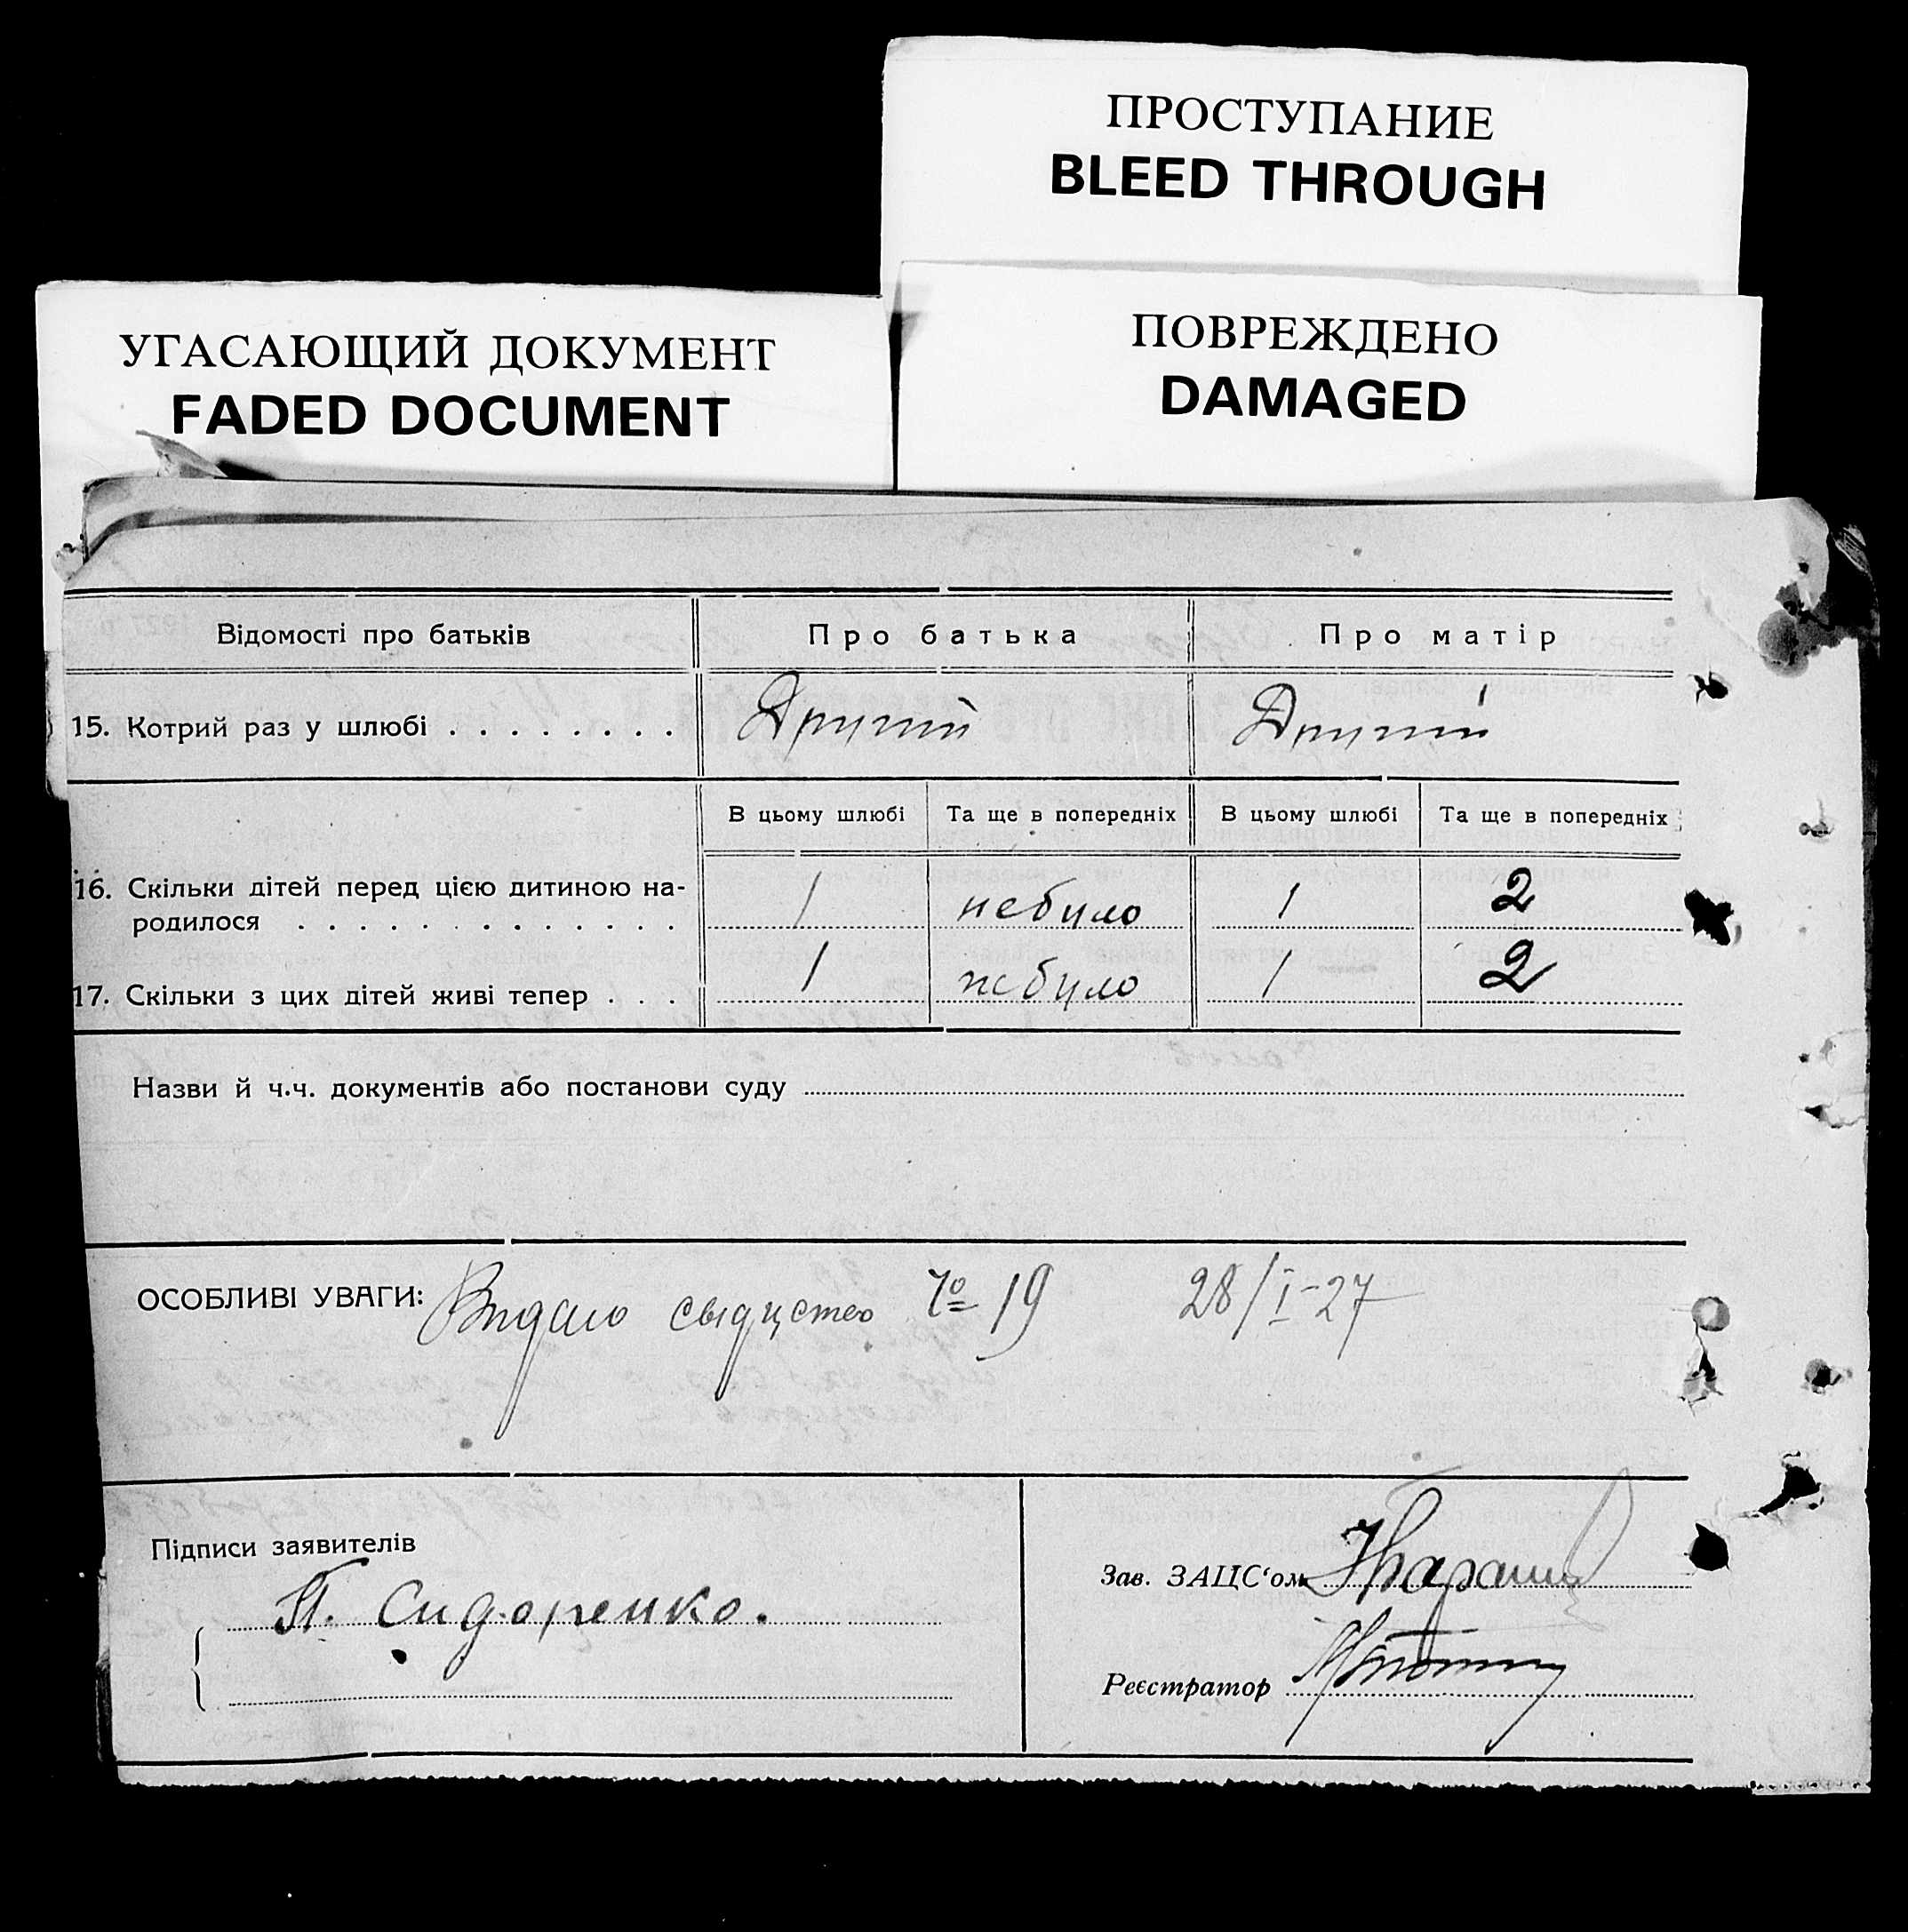 ПРОСТУПАНИЕ
BLEED THROUGH
УГАСАЮЩИЙ ДОКУМЕНТ
FADED DOCUMENT
ПОВРЕЖДЕНО
DAMAGED
Відомості про батьків Про батька Про матір
15. Котрий раз у шлюбі . . . . . . . . Другий Другий
В цьому шлюбі Та ще в попередніх В цьому шлюбі Та ще в попередніх
16. Скільки дітей перед цією дитиною на-
родилося . . . . . . . . . . . . . 1 небуло 1 2
17. Скільки з цих дітей живі тепер . . . 1 небуло 1 2
Назви й ч.ч. документів або постанови суду
ОСОБЛИВІ УВАГИ: Видано № 19 28/I-27
Підписи заявителів
П. Сидоренко.
Зав. ЗАЦС‘ом
Реєстратор